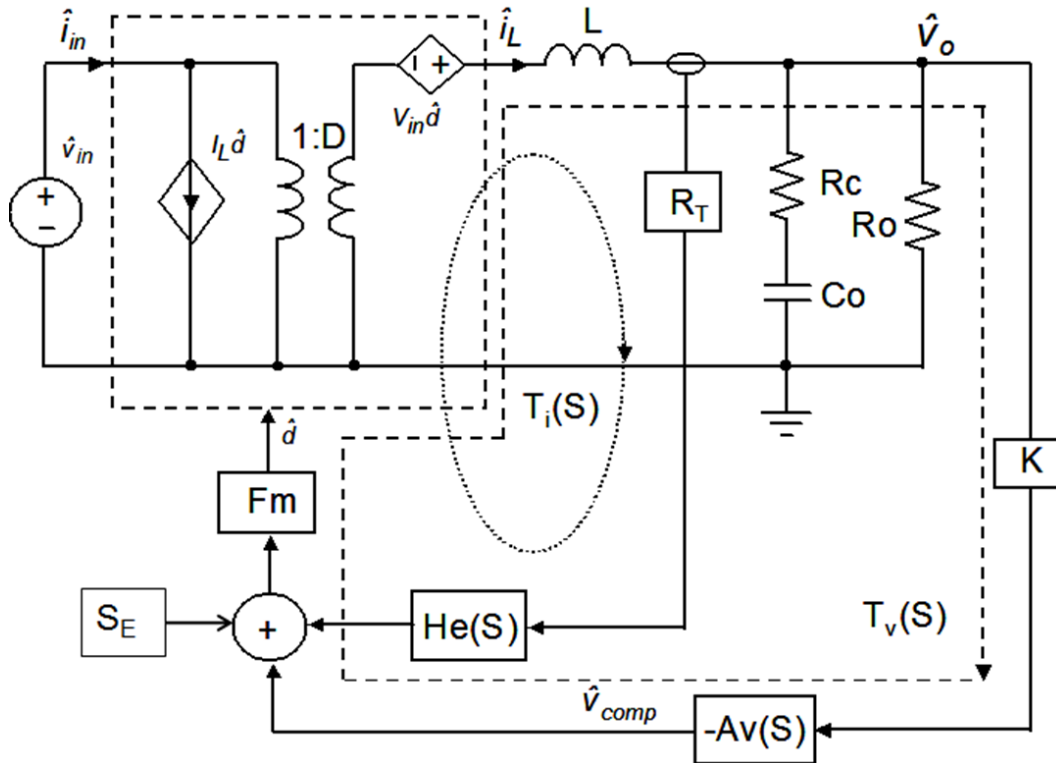 î_in
î_L
L
v̂_o
V_in d̂
1:D
I_L d̂
v̂_in
+
−
R_T
Rc
Ro
Co
T_i(S)
d̂
K
Fm
S_E
+
He(S)
T_v(S)
v̂_comp
-Av(S)